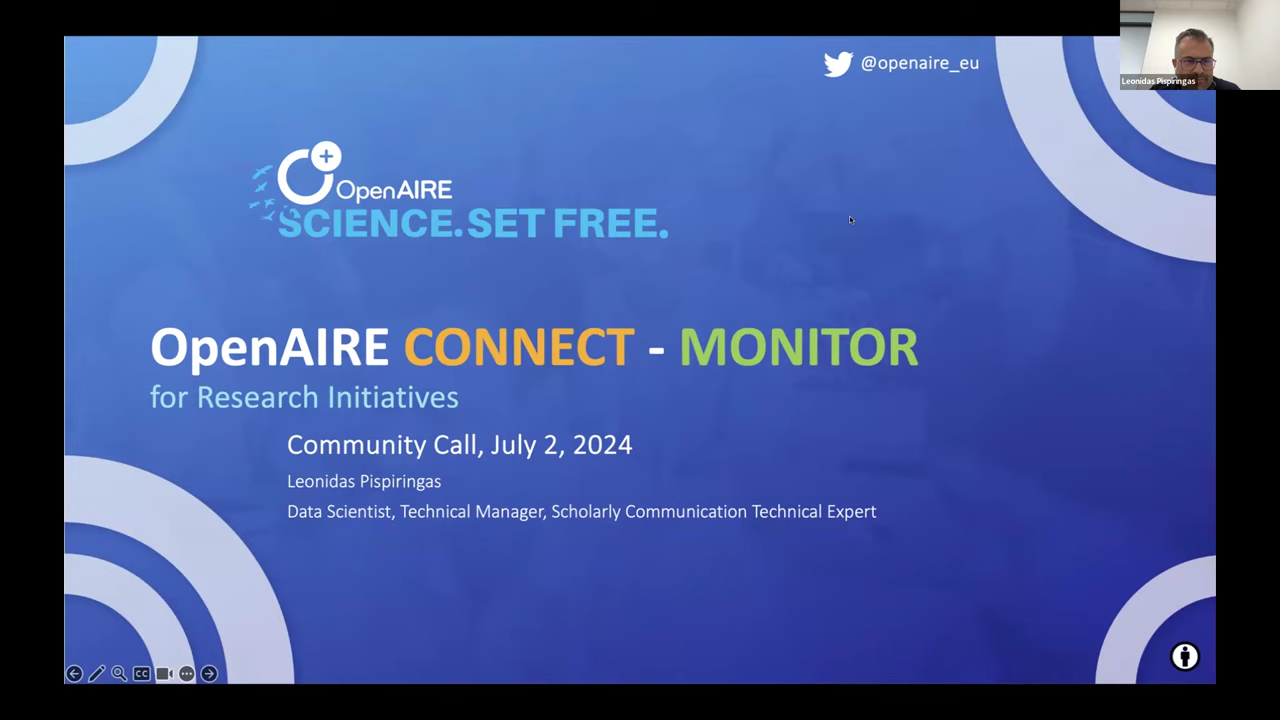 @openaire_eu
Leonidas Pispiringas
OpenAIRE
SCIENCE. SET FREE.
OpenAIRE CONNECT - MONITOR
for Research Initiatives
Community Call, July 2, 2024
Leonidas Pispiringas
Data Scientist, Technical Manager, Scholarly Communication Technical Expert
CC